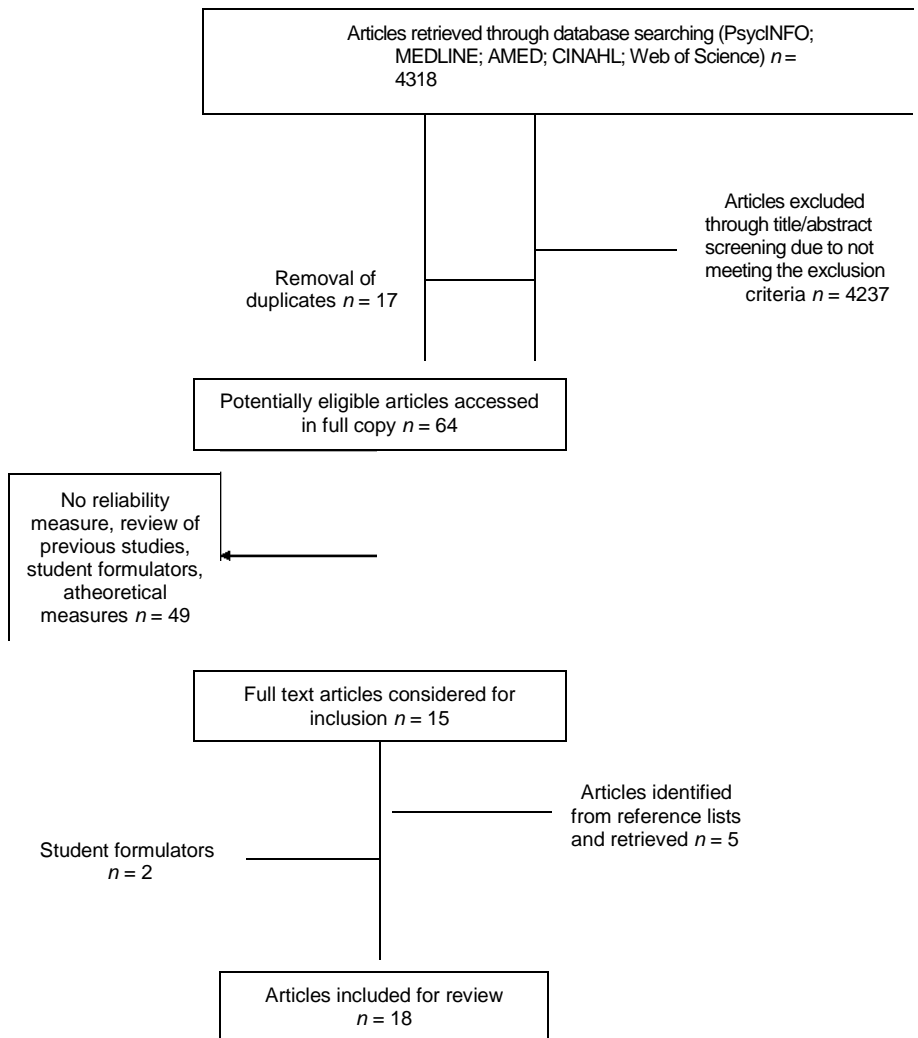 Articles retrieved through database searching (PsycINFO;
MEDLINE; AMED; CINAHL; Web of Science) n =
4318
Articles excluded
through title/abstract
screening due to not
meeting the exclusion
criteria n = 4237
Removal of
duplicates n = 17
Potentially eligible articles accessed
in full copy n = 64
No reliability
measure, review of
previous studies,
student formulators,
atheoretical
measures n = 49
Full text articles considered for
inclusion n = 15
Articles identified
from reference lists
and retrieved n = 5
Student formulators
n = 2
Articles included for review
n = 18